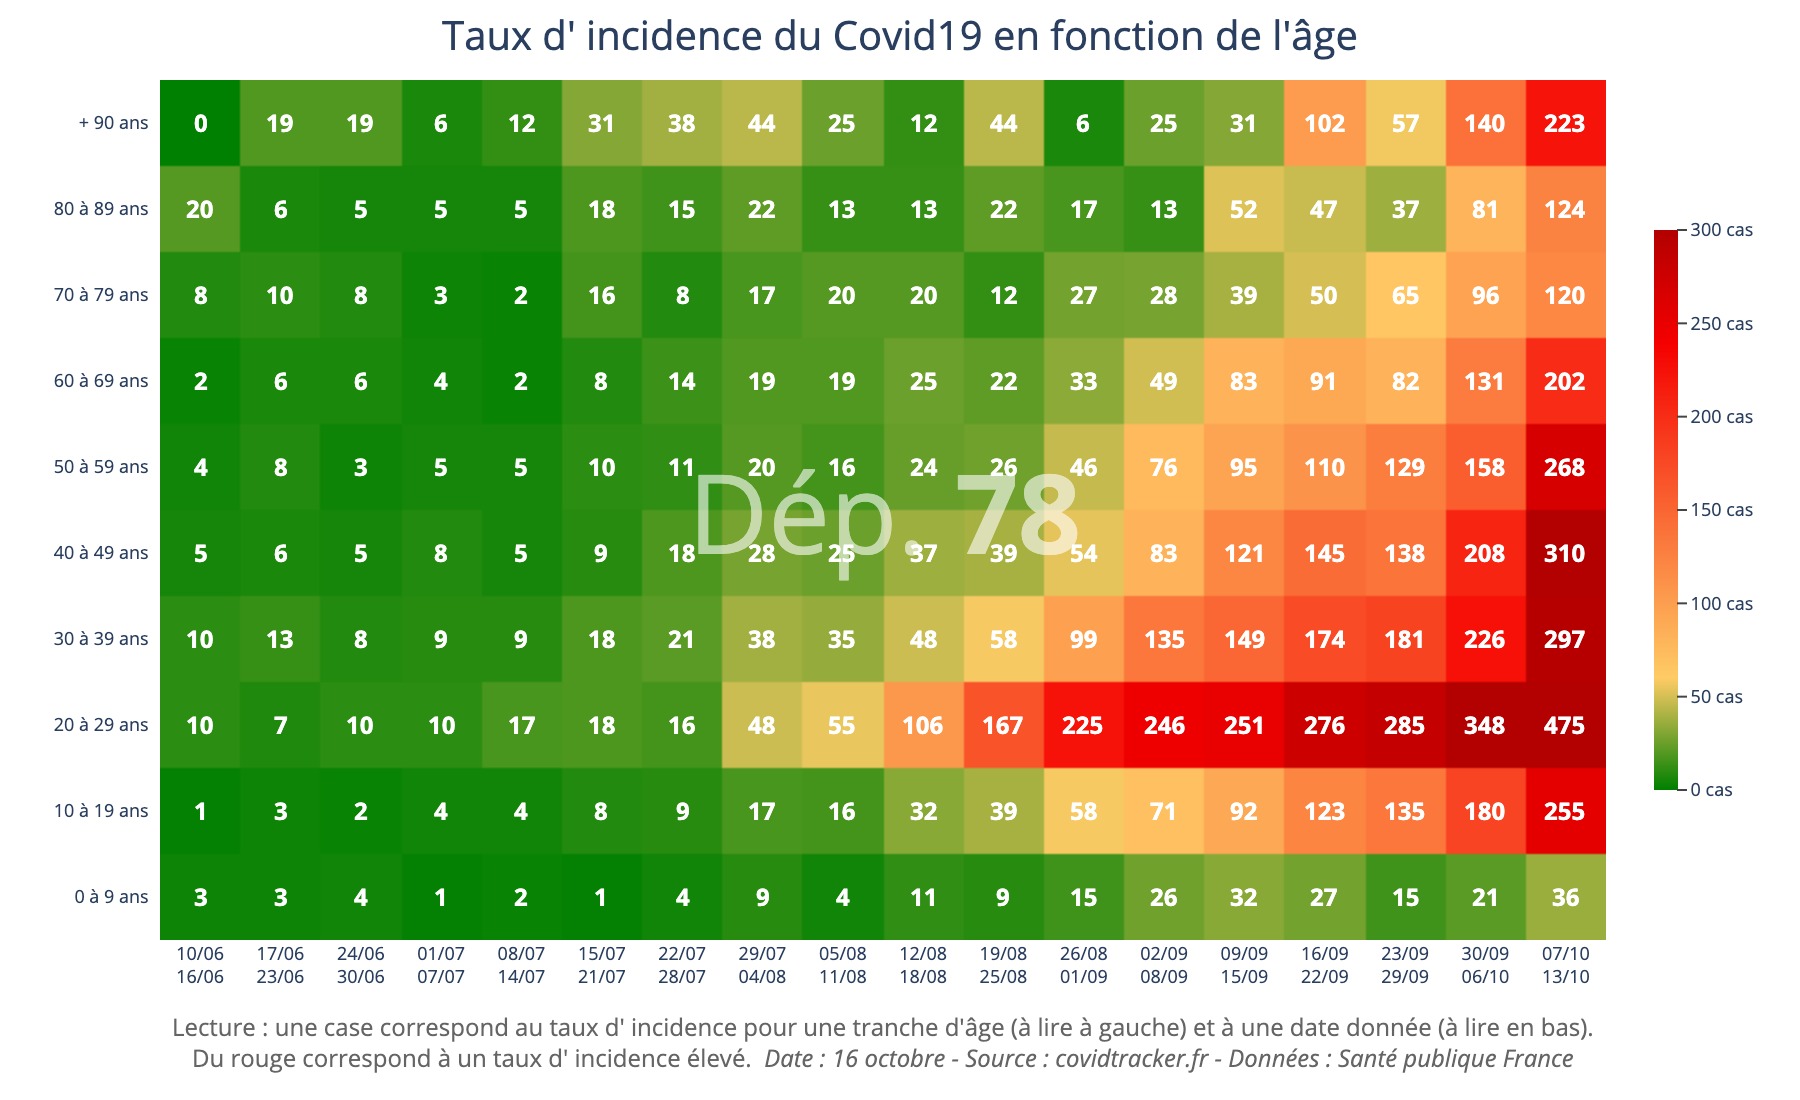 Taux d' incidence du Covid19 en fonction de l'âge
+ 90 ans 0 19 19 6 12 31 38 44 25 12 44 6 25 31 102 57 140 223
80 à 89 ans 20 6 5 5 5 18 15 22 13 13 22 17 13 52 47 37 81 124
70 à 79 ans 8 10 8 3 2 16 8 17 20 20 12 27 28 39 50 65 96 120
60 à 69 ans 2 6 6 4 2 8 14 19 19 25 22 33 49 83 91 82 131 202
50 à 59 ans 4 8 3 5 5 10 11 20 16 24 26 46 76 95 110 129 158 268
Dép. 78
40 à 49 ans 5 6 5 8 5 9 18 28 25 37 39 54 83 121 145 138 208 310
30 à 39 ans 10 13 8 9 9 18 21 38 35 48 58 99 135 149 174 181 226 297
20 à 29 ans 10 7 10 10 17 18 16 48 55 106 167 225 246 251 276 285 348 475
10 à 19 ans 1 3 2 4 4 8 9 17 16 32 39 58 71 92 123 135 180 255
0 à 9 ans 3 3 4 1 2 1 4 9 4 11 9 15 26 32 27 15 21 36
10/06 17/06 24/06 01/07 08/07 15/07 22/07 29/07 05/08 12/08 19/08 26/08 02/09 09/09 16/09 23/09 30/09 07/10
16/06 23/06 30/06 07/07 14/07 21/07 28/07 04/08 11/08 18/08 25/08 01/09 08/09 15/09 22/09 29/09 06/10 13/10
300 cas
250 cas
200 cas
150 cas
100 cas
50 cas
0 cas
Lecture : une case correspond au taux d' incidence pour une tranche d'âge (à lire à gauche) et à une date donnée (à lire en bas).
Du rouge correspond à un taux d' incidence élevé. Date : 16 octobre - Source : covidtracker.fr - Données : Santé publique France